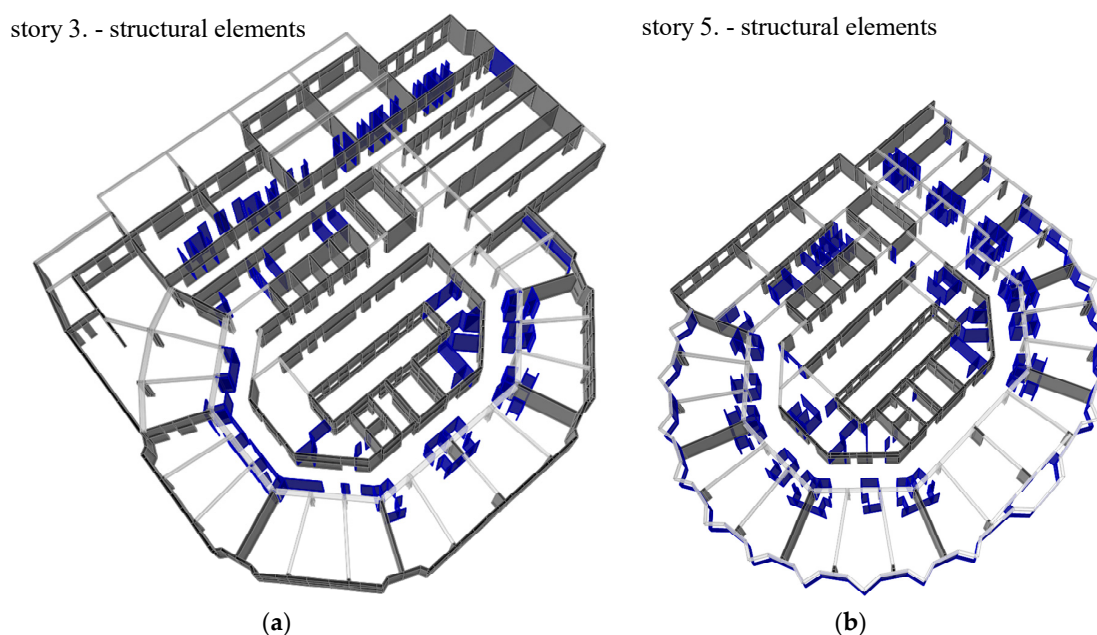 story 3. - structural elements
story 5. - structural elements
(a)
(b)